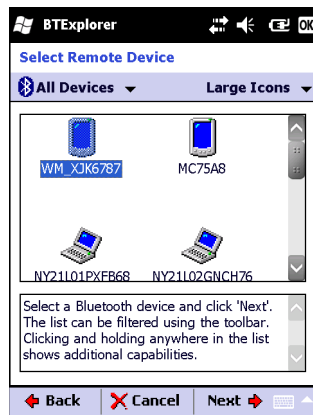 BTExplorer OK
Select Remote Device
All Devices Large Icons
WM_XJK6787 MC75A8
NY21L01PXFB68 NY21L02GNCH76
Select a Bluetooth device and click 'Next'.
The list can be filtered using the toolbar.
Clicking and holding anywhere in the list
shows additional capabilities.
Back Cancel Next